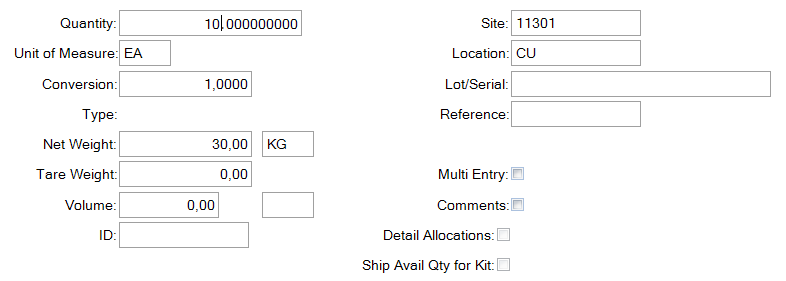 Quantity: 10.000000000 Site: 11301
Unit of Measure: EA Location: CU
Conversion: 1,0000 Lot/Serial:
Type: Reference:
Net Weight: 30,00 KG
Tare Weight: 0,00 Multi Entry:
Volume: 0,00 Comments:
ID: Detail Allocations:
Ship Avail Qty for Kit: